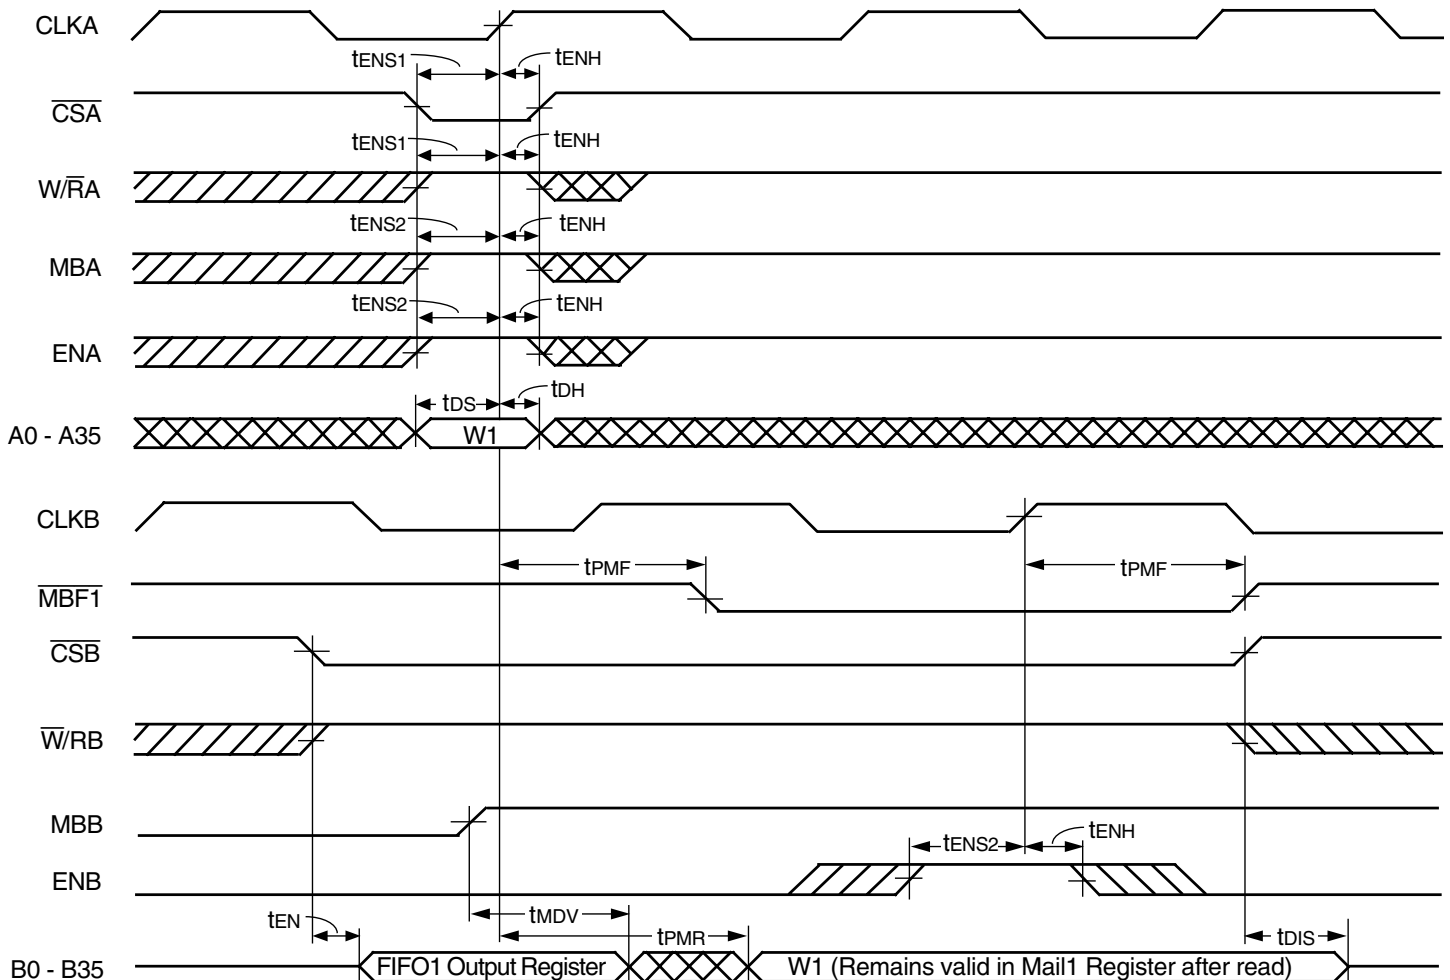 CLKA
tENS1 tENH
CSA
tENS1 tENH
W/RA
tENS2 tENH
MBA
tENS2 tENH
ENA
tDS tDH
A0 - A35 W1
CLKB
tPMF tPMF
MBF1
CSB
W/RB
MBB
tENS2 tENH
ENB
tEN tMDV
tPMR tDIS
B0 - B35 FIFO1 Output Register W1 (Remains valid in Mail1 Register after read)